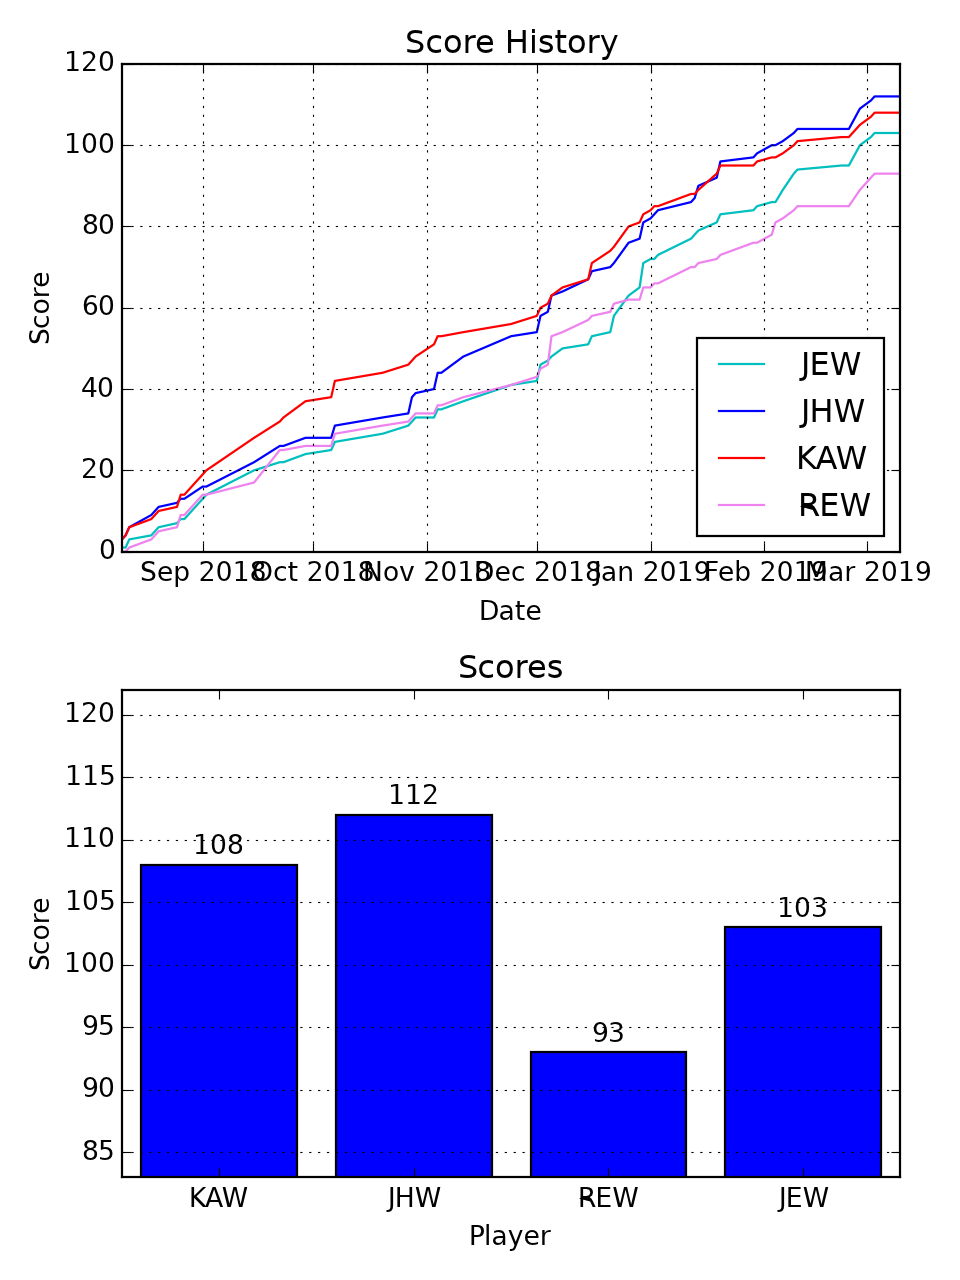 Score History
120
100
80
60
40
20
0
Score
JEW
JHW
KAW
ɌEW
Sep 2018 Oct 2018 Nov 2018 Dec 2018 Jan 2019 Feb 2019 Mar 2019
Date
Scores
120
115
110
105
100
95
90
85
Score
108
112
93
103
KAW JHW ɌEW JEW
Player